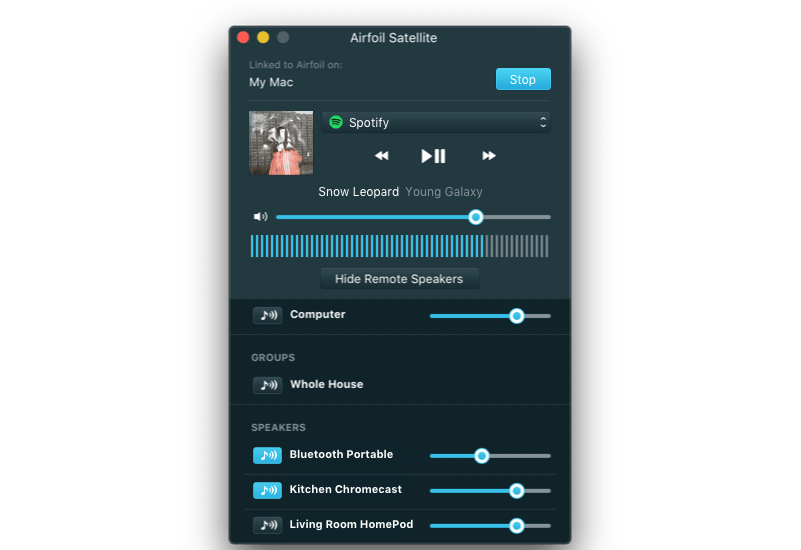 Airfoil Satellite
Linked to Airfoil on:
My Mac
Stop
Spotify
Snow Leopard Young Galaxy
Hide Remote Speakers
Computer
GROUPS
Whole House
SPEAKERS
Bluetooth Portable
Kitchen Chromecast
Living Room HomePod